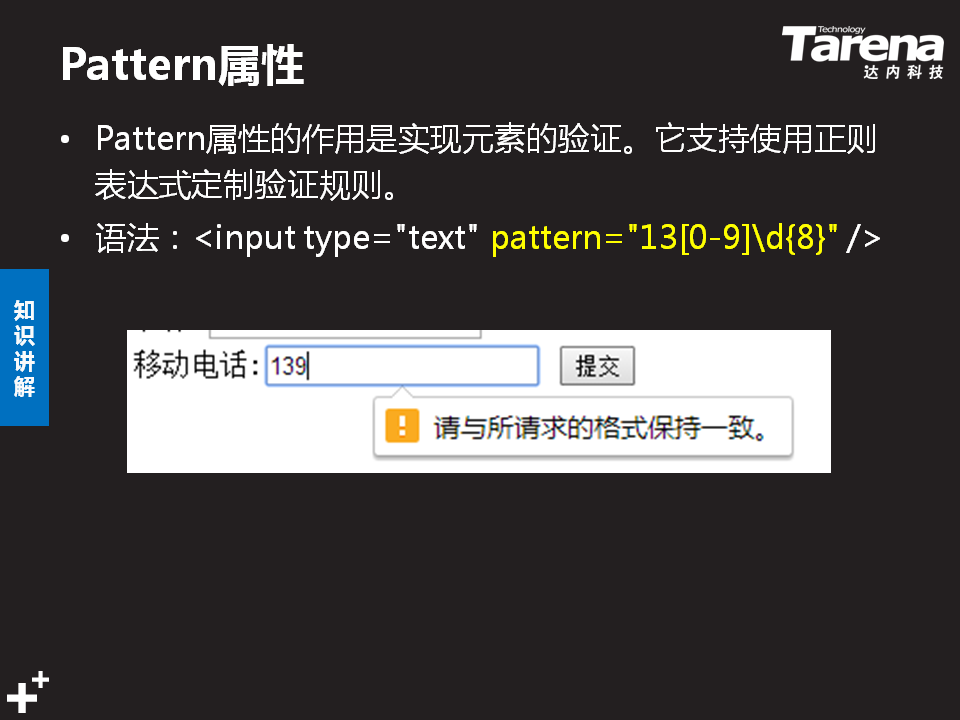 Pattern属性
Technology
Tarena
达内科技
• Pattern属性的作用是实现元素的验证。它支持使用正则
表达式定制验证规则。
• 语法：<input type="text" pattern="13[0-9]\d{8}" />
知识讲解
移动电话: 139 提交
请与所请求的格式保持一致。